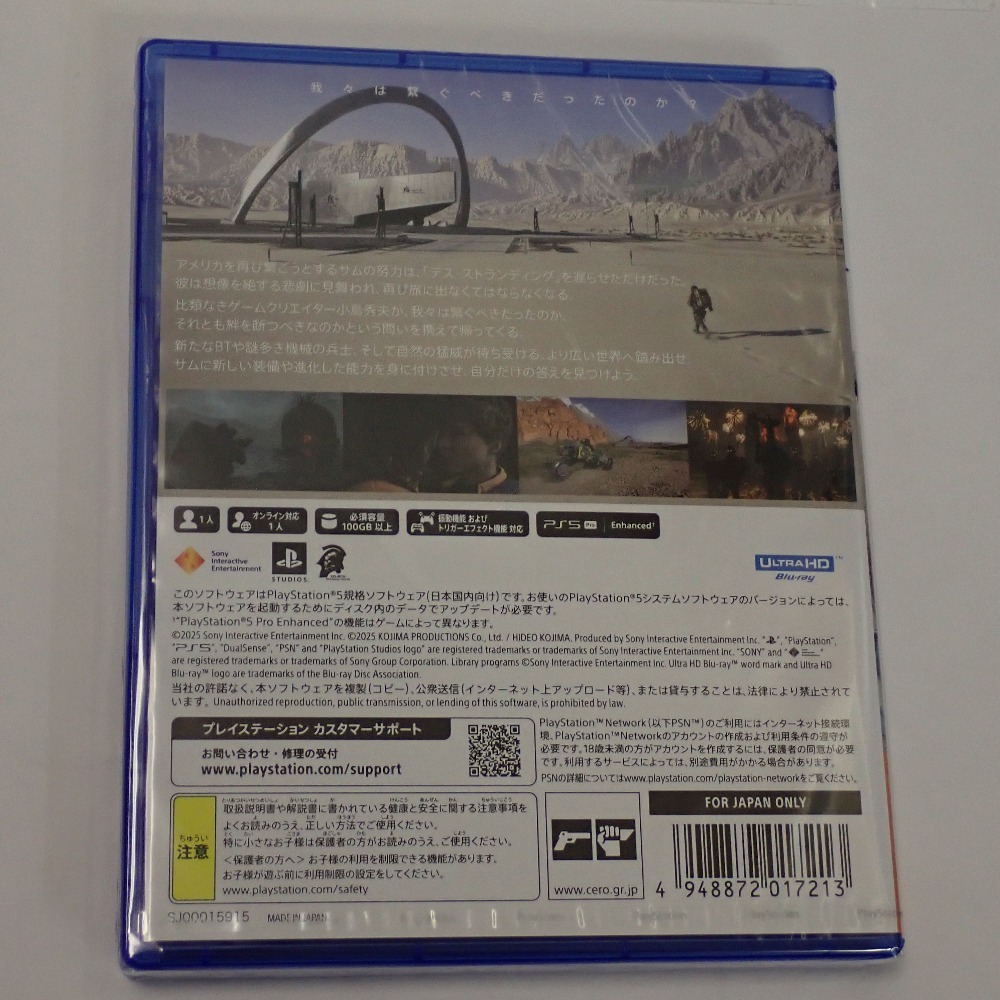 我々は繋ぐべきだったのか?
アメリカを再び繋ごうとするサムの努力は、「デス・ストランディング」を遅らせただけだった。
彼は想像を絶する悲劇に見舞われ、再び旅に出なくてはならなくなる。
比類なきゲームクリエイター小島秀夫が、我々は繋ぐべきだったのか、
それとも絆を断つべきなのかという問いを携えて帰ってくる。
新たなBTや謎多き機械の兵士、そして自然の猛威が待ち受ける、より広い世界へ踏み出せ
サムに新しい装備や進化した能力を身に付けさせ、自分だけの答えを見つけよう。
1人
オンライン対応
1人
必須容量
100GB 以上
振動機能 および
トリガーエフェクト機能 対応
PS5 Pro Enhanced¹
Sony
Interactive
Entertainment
STUDIOS
ULTRA HD
Blu-ray™
このソフトウェアはPlayStation®5規格ソフトウェア(日本国内向け)です。お使いのPlayStation®5システムソフトウェアのバージョンによっては、
本ソフトウェアを起動するためにディスク内のデータでアップデートが必要です。
¹"PlayStation®5 Pro Enhanced"の機能はゲームによって異なります。
©2025 Sony Interactive Entertainment Inc. ©2025 KOJIMA PRODUCTIONS Co., Ltd. / HIDEO KOJIMA. Produced by Sony Interactive Entertainment Inc. "", "PlayStation",
"PS5", "DualSense", "PSN" and "PlayStation Studios logo" are registered trademarks or trademarks of Sony Interactive Entertainment Inc. "SONY" and ""
are registered trademarks or trademarks of Sony Group Corporation. Library programs ©Sony Interactive Entertainment Inc. Ultra HD Blu-ray™ word mark and Ultra HD
Blu-ray™ logo are trademarks of the Blu-ray Disc Association.
当社の許諾なく、本ソフトウェアを複製(コピー)、公衆送信(インターネット上アップロード等)、または貸与することは、法律により禁止されて
います。Unauthorized reproduction, public transmission, or lending of this software, is prohibited by law.
プレイステーション カスタマーサポート
お問い合わせ・修理の受付
www.playstation.com/support
PlayStation™Network(以下PSN™)のご利用にはインターネット接続環
境、PlayStation™Networkのアカウントの作成および利用条件の遵守が
必要です。18歳未満の方がアカウントを作成するには、保護者の同意が必要
です。利用するサービスによっては、別途費用がかかる場合があります。
PSNの詳細についてはwww.playstation.com/playstation-networkをご覧ください。
ちゅうい
注意
取扱説明書や解説書に書かれている健康と安全に関する注意事項を
よくお読みのうえ、正しい方法でご使用ください。
特に小さなお子様は保護者の方がお読みのうえ、ご使用ください。
<保護者の方へ> お子様の利用を制限できる機能があります。
お子様が遊ぶ前に利用制限の設定をしてください。
www.playstation.com/safety
www.cero.gr.jp
FOR JAPAN ONLY
4 948872 017213
SJ00015915 MADE IN JAPAN